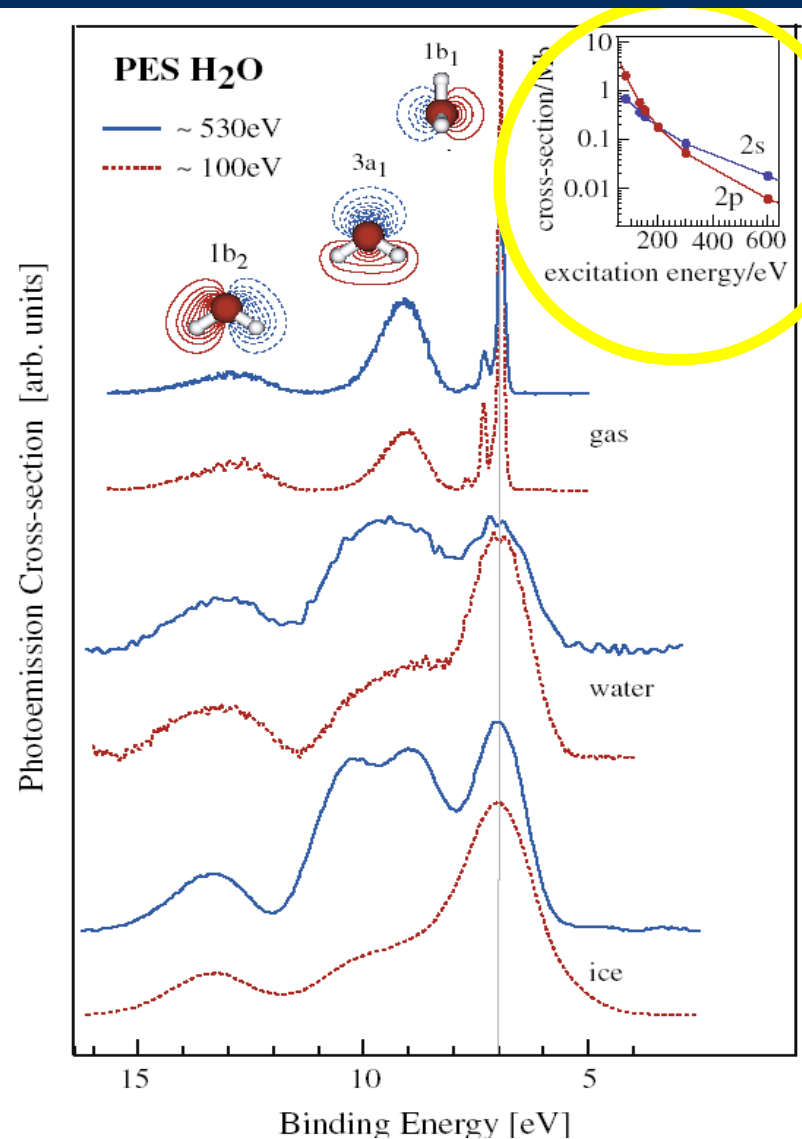 PES H₂O
~ 530eV
~ 100eV
1b₁
3a₁
1b₂
cross-section/Mb
10
1
0.1
0.01
2s
2p
200 400 600
excitation energy/eV
Photoemission Cross-section [arb. units]
gas
water
ice
15 10 5
Binding Energy [eV]